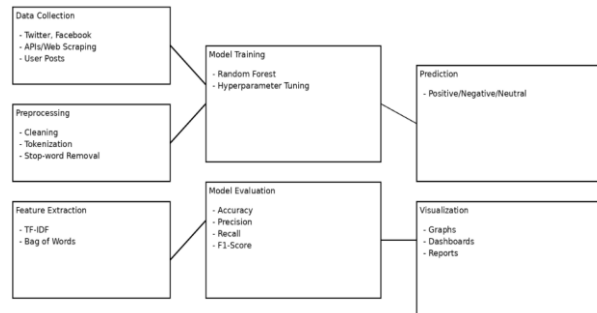 Data Collection
- Twitter, Facebook
- APIs/Web Scraping
- User Posts
Preprocessing
- Cleaning
- Tokenization
- Stop-word Removal
Feature Extraction
- TF-IDF
- Bag of Words
Model Training
- Random Forest
- Hyperparameter Tuning
Model Evaluation
- Accuracy
- Precision
- Recall
- F1-Score
Prediction
- Positive/Negative/Neutral
Visualization
- Graphs
- Dashboards
- Reports